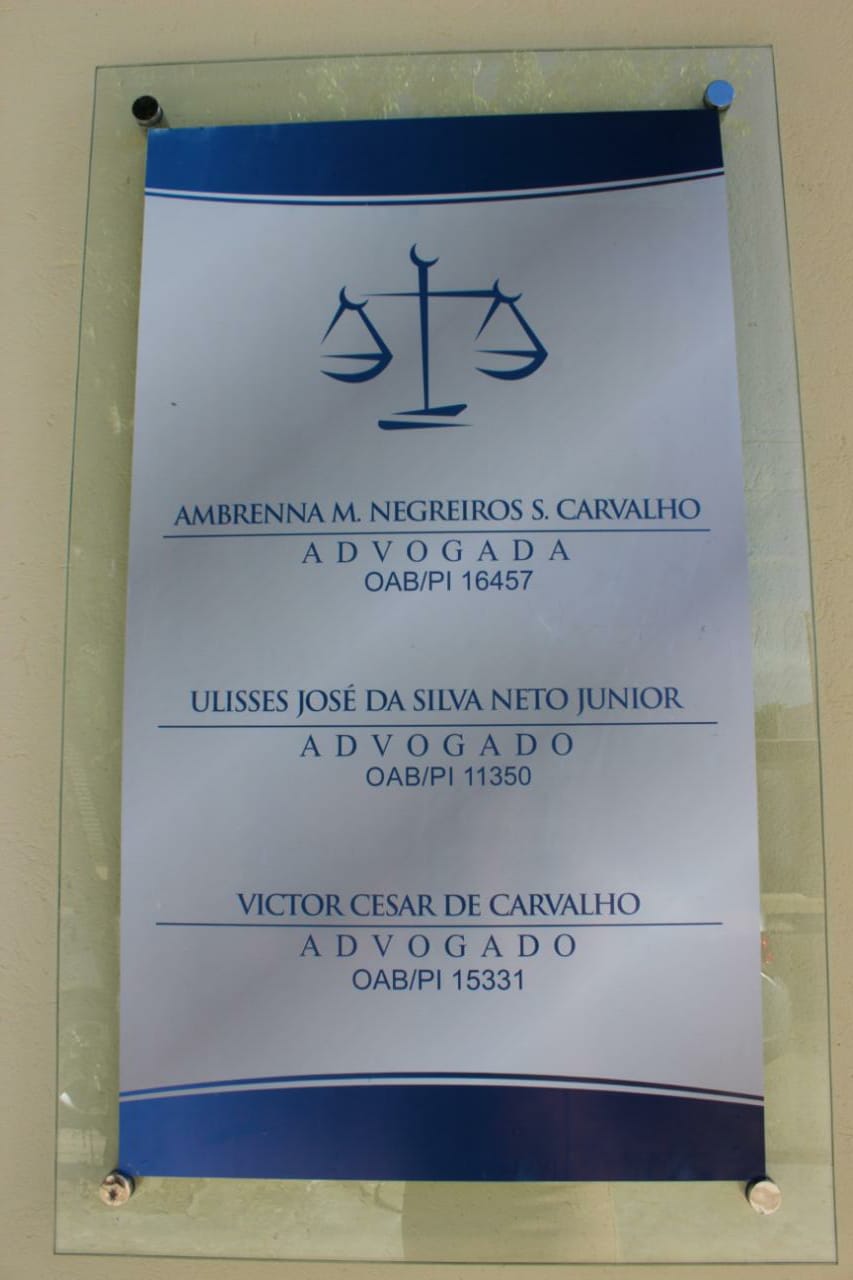 AMBRENNA M. NEGREIROS S. CARVALHO
ADVOGADA
OAB/PI 16457
ULISSES JOSÉ DA SILVA NETO JUNIOR
ADVOGADO
OAB/PI 11350
VICTOR CESAR DE CARVALHO
ADVOGADO
OAB/PI 15331